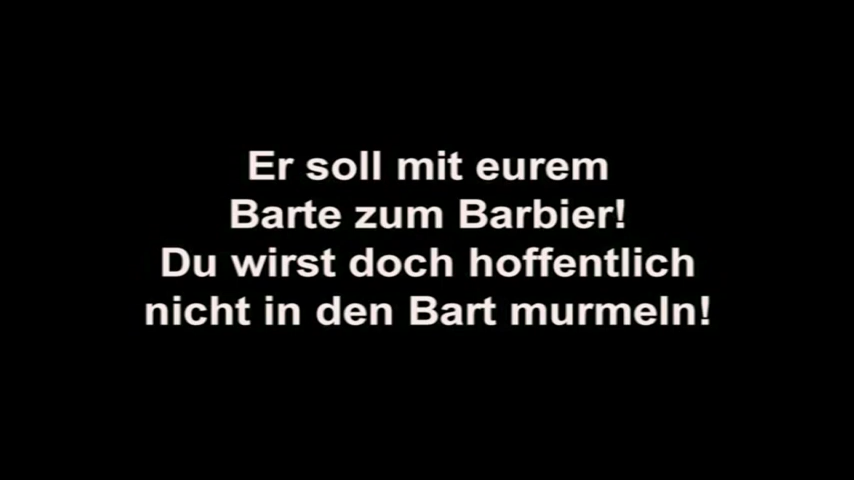 Er soll mit eurem
Barte zum Barbier!
Du wirst doch hoffentlich
nicht in den Bart murmeln!